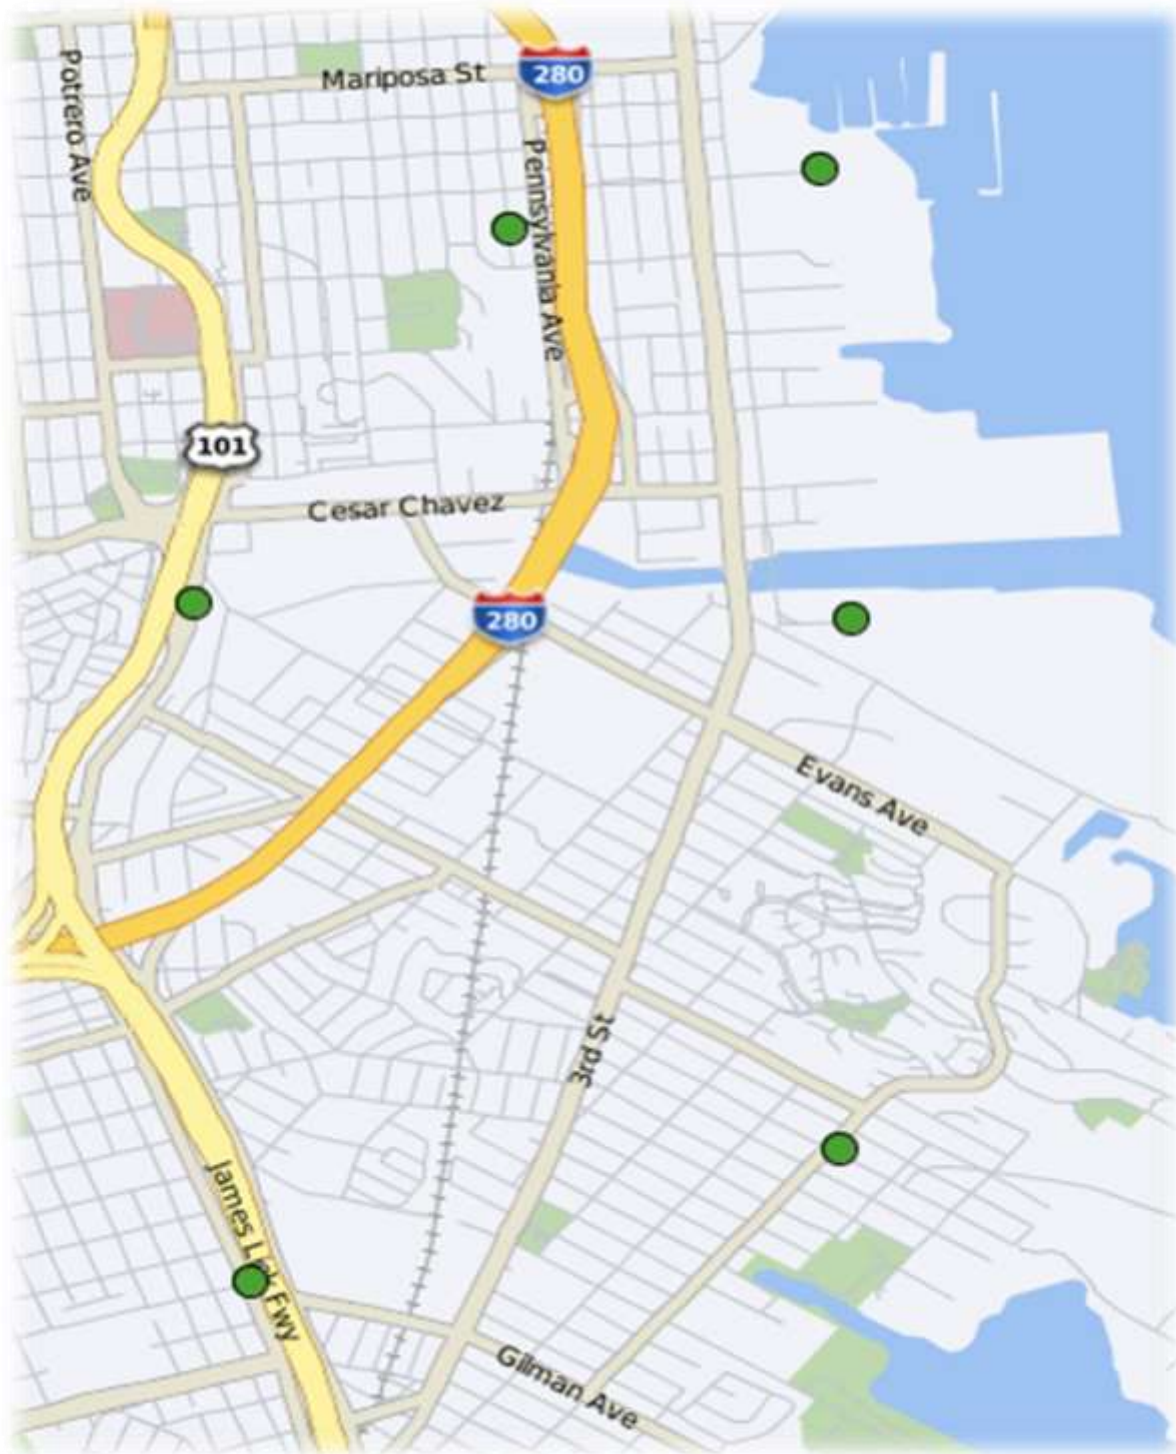 Potrero Ave
Mariposa St
280
Pennsylvania Ave
101
Cesar Chavez
280
Evans Ave
3rd St
James Lick Fwy
Gilman Ave